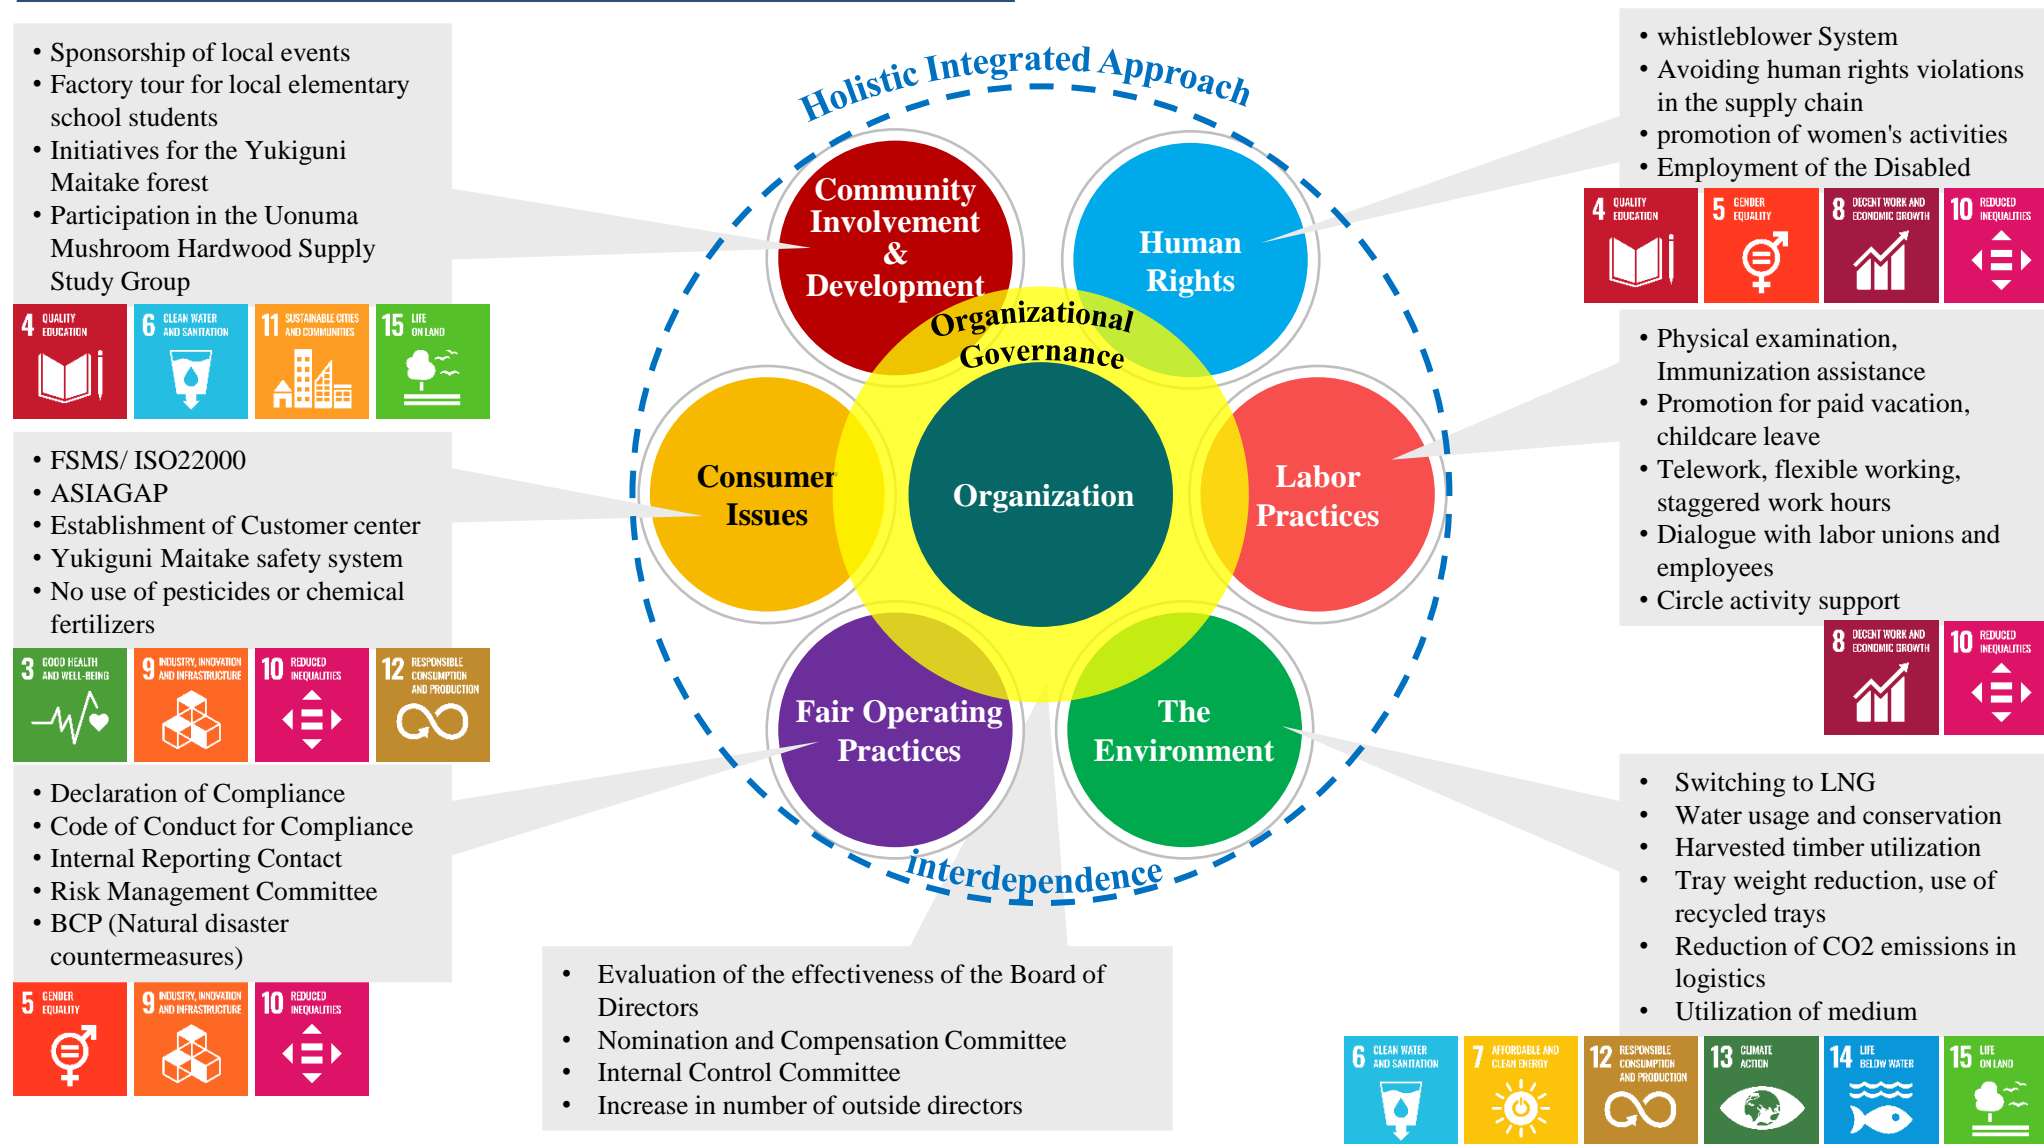 • Sponsorship of local events
• Factory tour for local elementary
school students
• Initiatives for the Yukiguni
Maitake forest
• Participation in the Uonuma
Mushroom Hardwood Supply
Study Group
4 QUALITY
EDUCATION
6 CLEAN WATER
AND SANITATION
11 SUSTAINABLE CITIES
AND COMMUNITIES
15 LIFE
ON LAND
• FSMS/ ISO22000
• ASIAGAP
• Establishment of Customer center
• Yukiguni Maitake safety system
• No use of pesticides or chemical
fertilizers
3 GOOD HEALTH
AND WELL-BEING
9 INDUSTRY, INNOVATION
AND INFRASTRUCTURE
10 REDUCED
INEQUALITIES
12 RESPONSIBLE
CONSUMPTION
AND PRODUCTION
• Declaration of Compliance
• Code of Conduct for Compliance
• Internal Reporting Contact
• Risk Management Committee
• BCP (Natural disaster
countermeasures)
5 GENDER
EQUALITY
9 INDUSTRY, INNOVATION
AND INFRASTRUCTURE
10 REDUCED
INEQUALITIES
Holistic Integrated Approach
Community
Involvement
&
Development
Human
Rights
Organizational
Governance
Consumer
Issues
Organization
Labor
Practices
Fair Operating
Practices
The
Environment
interdependence
• Evaluation of the effectiveness of the Board of
Directors
• Nomination and Compensation Committee
• Internal Control Committee
• Increase in number of outside directors
• whistleblower System
• Avoiding human rights violations
in the supply chain
• promotion of women's activities
• Employment of the Disabled
4 QUALITY
EDUCATION
5 GENDER
EQUALITY
8 DECENT WORK AND
ECONOMIC GROWTH
10 REDUCED
INEQUALITIES
• Physical examination,
Immunization assistance
• Promotion for paid vacation,
childcare leave
• Telework, flexible working,
staggered work hours
• Dialogue with labor unions and
employees
• Circle activity support
8 DECENT WORK AND
ECONOMIC GROWTH
10 REDUCED
INEQUALITIES
• Switching to LNG
• Water usage and conservation
• Harvested timber utilization
• Tray weight reduction, use of
recycled trays
• Reduction of CO2 emissions in
logistics
• Utilization of medium
6 CLEAN WATER
AND SANITATION
7 AFFORDABLE AND
CLEAN ENERGY
12 RESPONSIBLE
CONSUMPTION
AND PRODUCTION
13 CLIMATE
ACTION
14 LIFE
BELOW WATER
15 LIFE
ON LAND